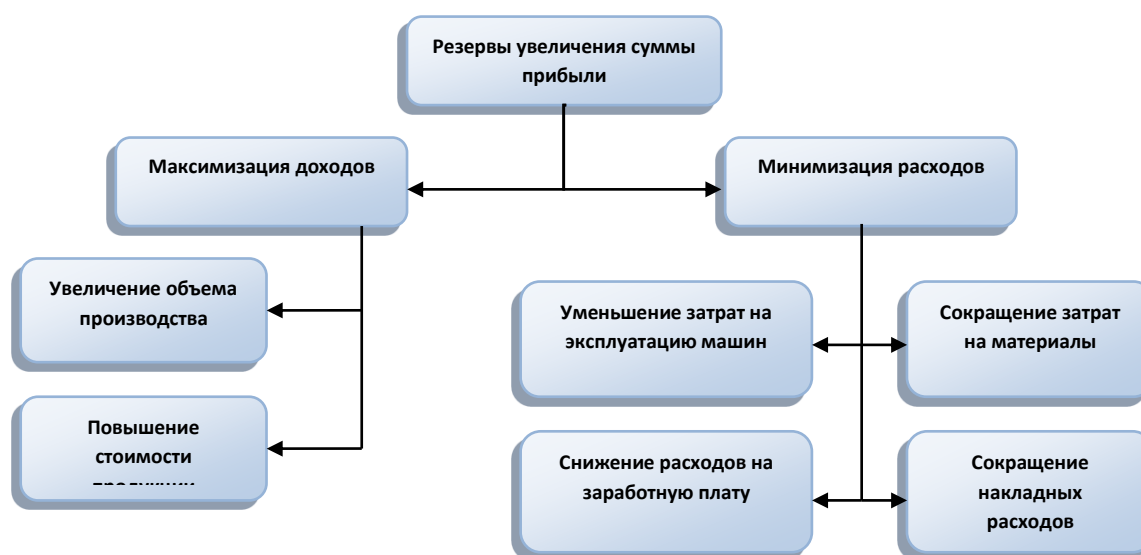 Резервы увеличения суммы
прибыли
Максимизация доходов
Минимизация расходов
Увеличение объема
производства
Уменьшение затрат на
эксплуатацию машин
Сокращение затрат
на материалы
Повышение
стоимости
продукции
Снижение расходов на
заработную плату
Сокращение
накладных
расходов